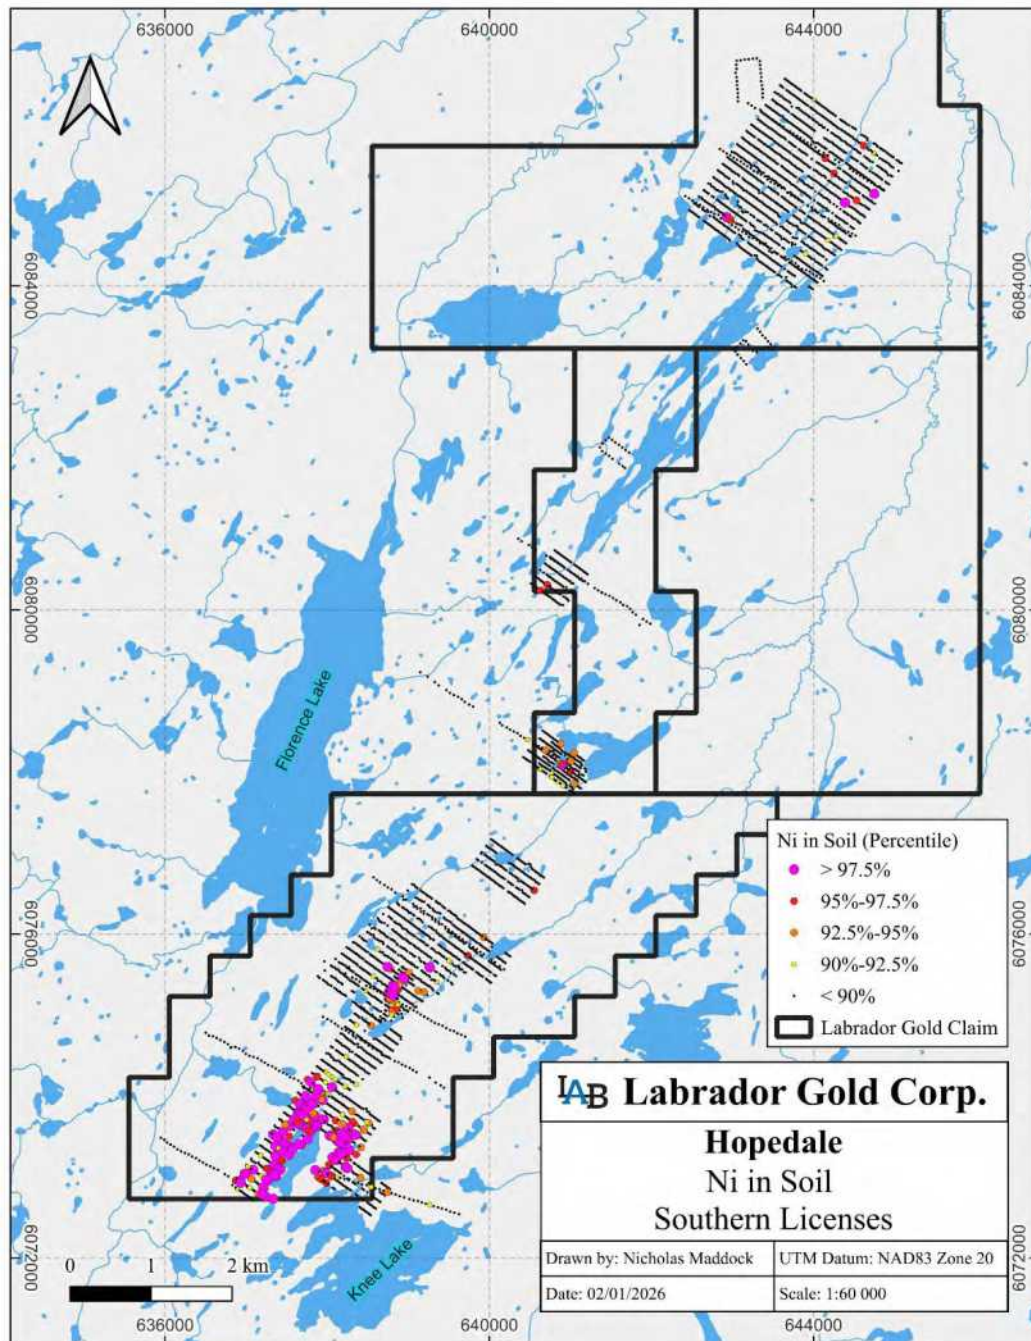 636000
640000
644000
6084000
6084000
6080000
6080000
Florence Lake
Ni in Soil (Percentile)
> 97.5%
95%-97.5%
92.5%-95%
90%-92.5%
< 90%
Labrador Gold Claim
6076000
6076000
LAB Labrador Gold Corp.
Hopedale
Ni in Soil
Southern Licenses
Drawn by: Nicholas Maddock
UTM Datum: NAD83 Zone 20
Date: 02/01/2026
Scale: 1:60 000
6072000
6072000
0 1 2 km
Knee Lake
636000
640000
644000